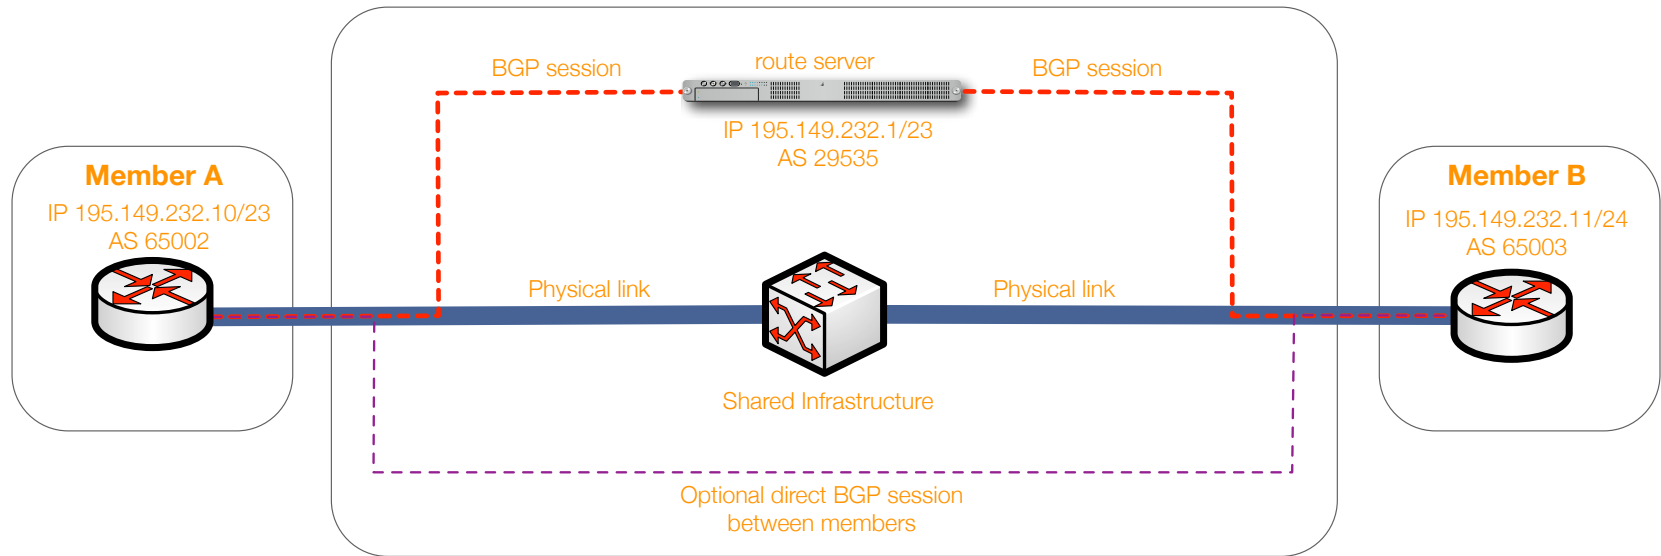 BGP session
route server
BGP session
IP 195.149.232.1/23
AS 29535
Member A
IP 195.149.232.10/23
AS 65002
Member B
IP 195.149.232.11/24
AS 65003
Physical link
Physical link
Shared Infrastructure
Optional direct BGP session
between members